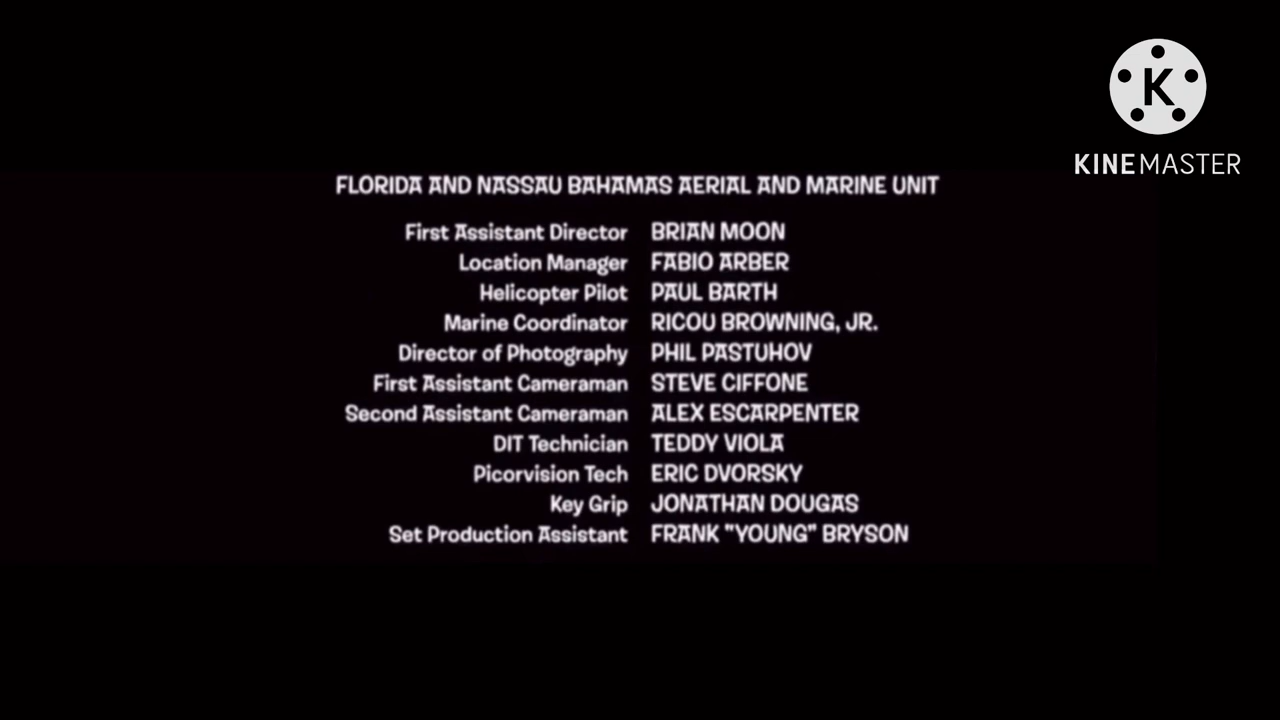 K
KINEMASTER
FLORIDA AND NASSAU BAHAMAS AERIAL AND MARINE UNIT
First Assistant Director BRIAN MOON
Location Manager FABIO ARBER
Helicopter Pilot PAUL BARTH
Marine Coordinator RICOU BROWNING, JR.
Director of Photography PHIL PASTUHOV
First Assistant Cameraman STEVE CIFFONE
Second Assistant Cameraman ALEX ESCARPENTER
DIT Technician TEDDY VIOLA
Picorvision Tech ERIC DVORSKY
Key Grip JONATHAN DOUGAS
Set Production Assistant FRANK "YOUNG" BRYSON